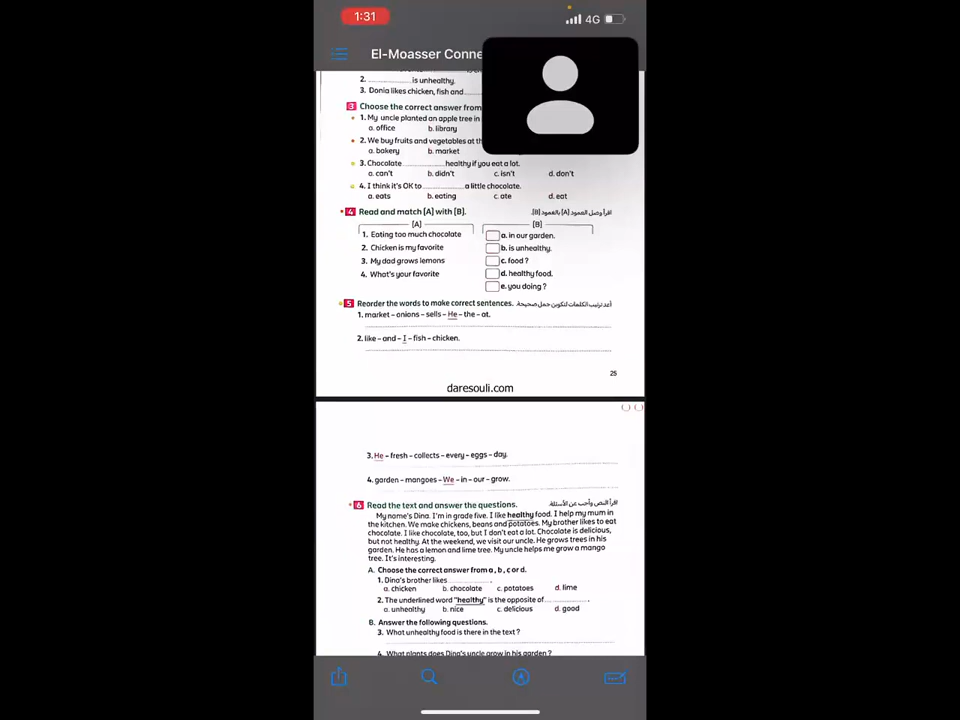 1:31
4G
El-Moasser Conne
2. ............ is unhealthy.
3. Donia likes chicken, fish and
3 Choose the correct answer from
1. My uncle planted an apple tree in
a. office b. library
2. We buy fruits and vegetables at th
a. bakery b. market
3. Chocolate ............ healthy if you eat a lot.
a. can't b. didn't c. isn't d. don't
4. I think it's OK to ............ a little chocolate.
a. eats b. eating c. ate d. eat
4 Read and match [A] with [B]. اقرأ وصل العمود [A] بالعمود [B].
[A] [B]
1. Eating too much chocolate a. in our garden.
2. Chicken is my favorite b. is unhealthy.
3. My dad grows lemons c. food ?
4. What's your favorite d. healthy food.
e. you doing ?
5 Reorder the words to make correct sentences. أعد ترتيب الكلمات لتكوين جمل صحيحة.
1. market – onions – sells – He – the – at.
2. like – and – I – fish – chicken.
25
daresouli.com
3. He – fresh – collects – every – eggs – day.
4. garden – mangoes – We – in – our – grow.
6 Read the text and answer the questions. اقرأ النص وأجب عن الأسئلة.
My name's Dina. I'm in grade five. I like healthy food. I help my mum in
the kitchen. We make chickens, beans and potatoes. My brother likes to eat
chocolate. I like chocolate, too, but I don't eat a lot. Chocolate is delicious,
but not healthy. At the weekend, we visit our uncle. He grows trees in his
garden. He has a lemon and lime tree. My uncle helps me grow a mango
tree. It's interesting.
A. Choose the correct answer from a, b, c or d.
1. Dina's brother likes ............ .
a. chicken b. chocolate c. potatoes d. lime
2. The underlined word "healthy" is the opposite of ............ .
a. unhealthy b. nice c. delicious d. good
B. Answer the following questions.
3. What unhealthy food is there in the text ?
4. What plants does Dina's uncle grow in his garden ?